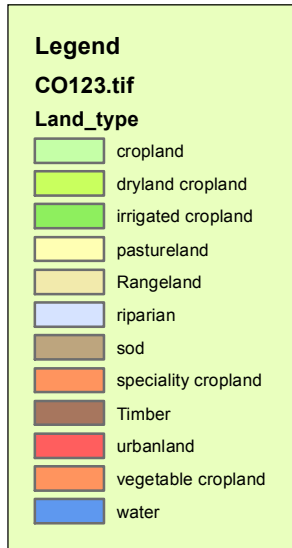 Legend
CO123.tif
Land_type
cropland
dryland cropland
irrigated cropland
pastureland
Rangeland
riparian
sod
speciality cropland
Timber
urbanland
vegetable cropland
water